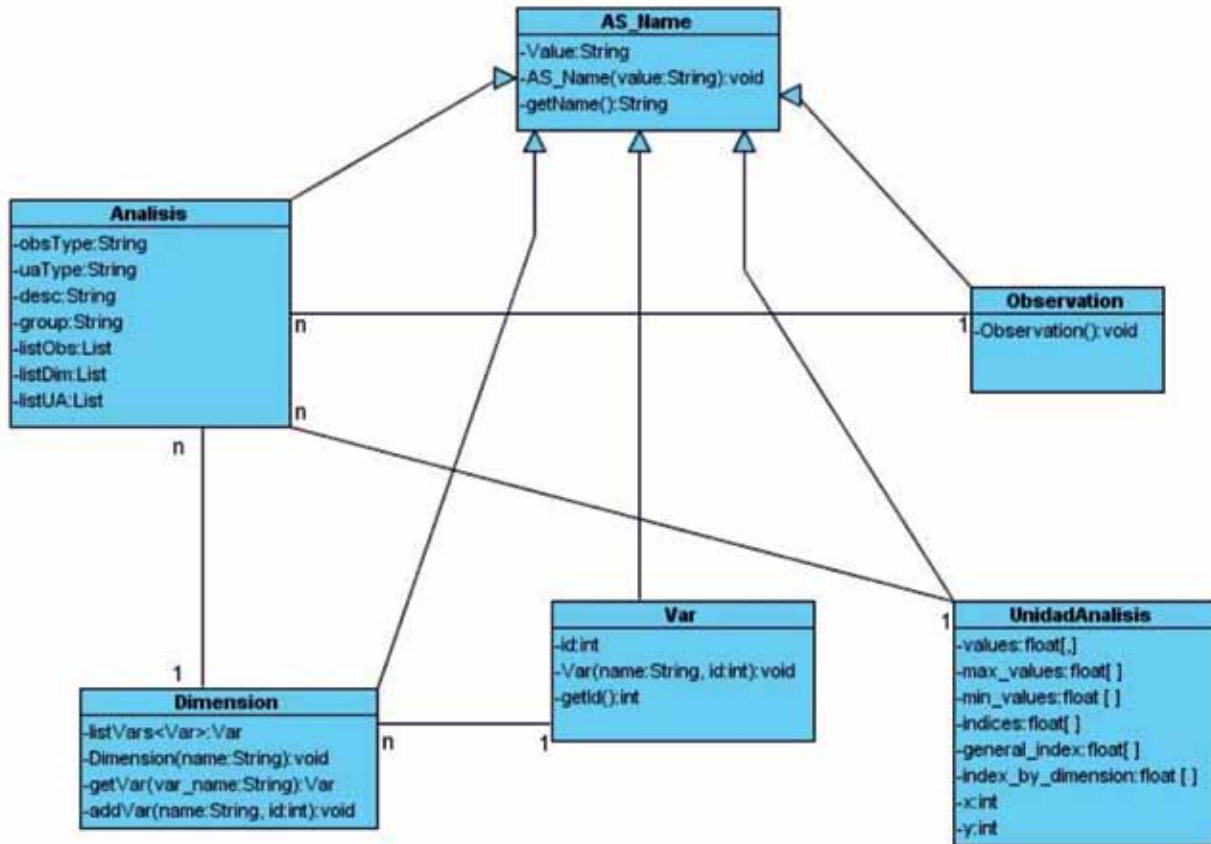 AS_Name
-Value:String
-AS_Name(value:String):void
-getName():String
Analisis
-obsType:String
-uaType:String
-desc:String
-group:String
-listObs:List
-listDim:List
-listUA:List
n
1
n
n
Observation
-Observation():void
1
1
Dimension
-listVars<Var>:Var
-Dimension(name:String):void
-getVar(var_name:String):Var
-addVar(name:String, id:int):void
n
1
Var
-id:int
-Var(name:String, id:int):void
-getId():int
UnidadAnalisis
-values:float[,]
-max_values:float[ ]
-min_values:float [ ]
-indices:float[ ]
-general_index:float[ ]
-index_by_dimension:float [ ]
-x:int
-y:int